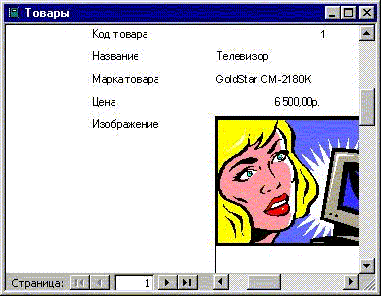 Товары
Код товара 1
Название Телевизор
Марка товара GoldStar CM-2180K
Цена 6 500,00р.
Изображение
Страница: 1